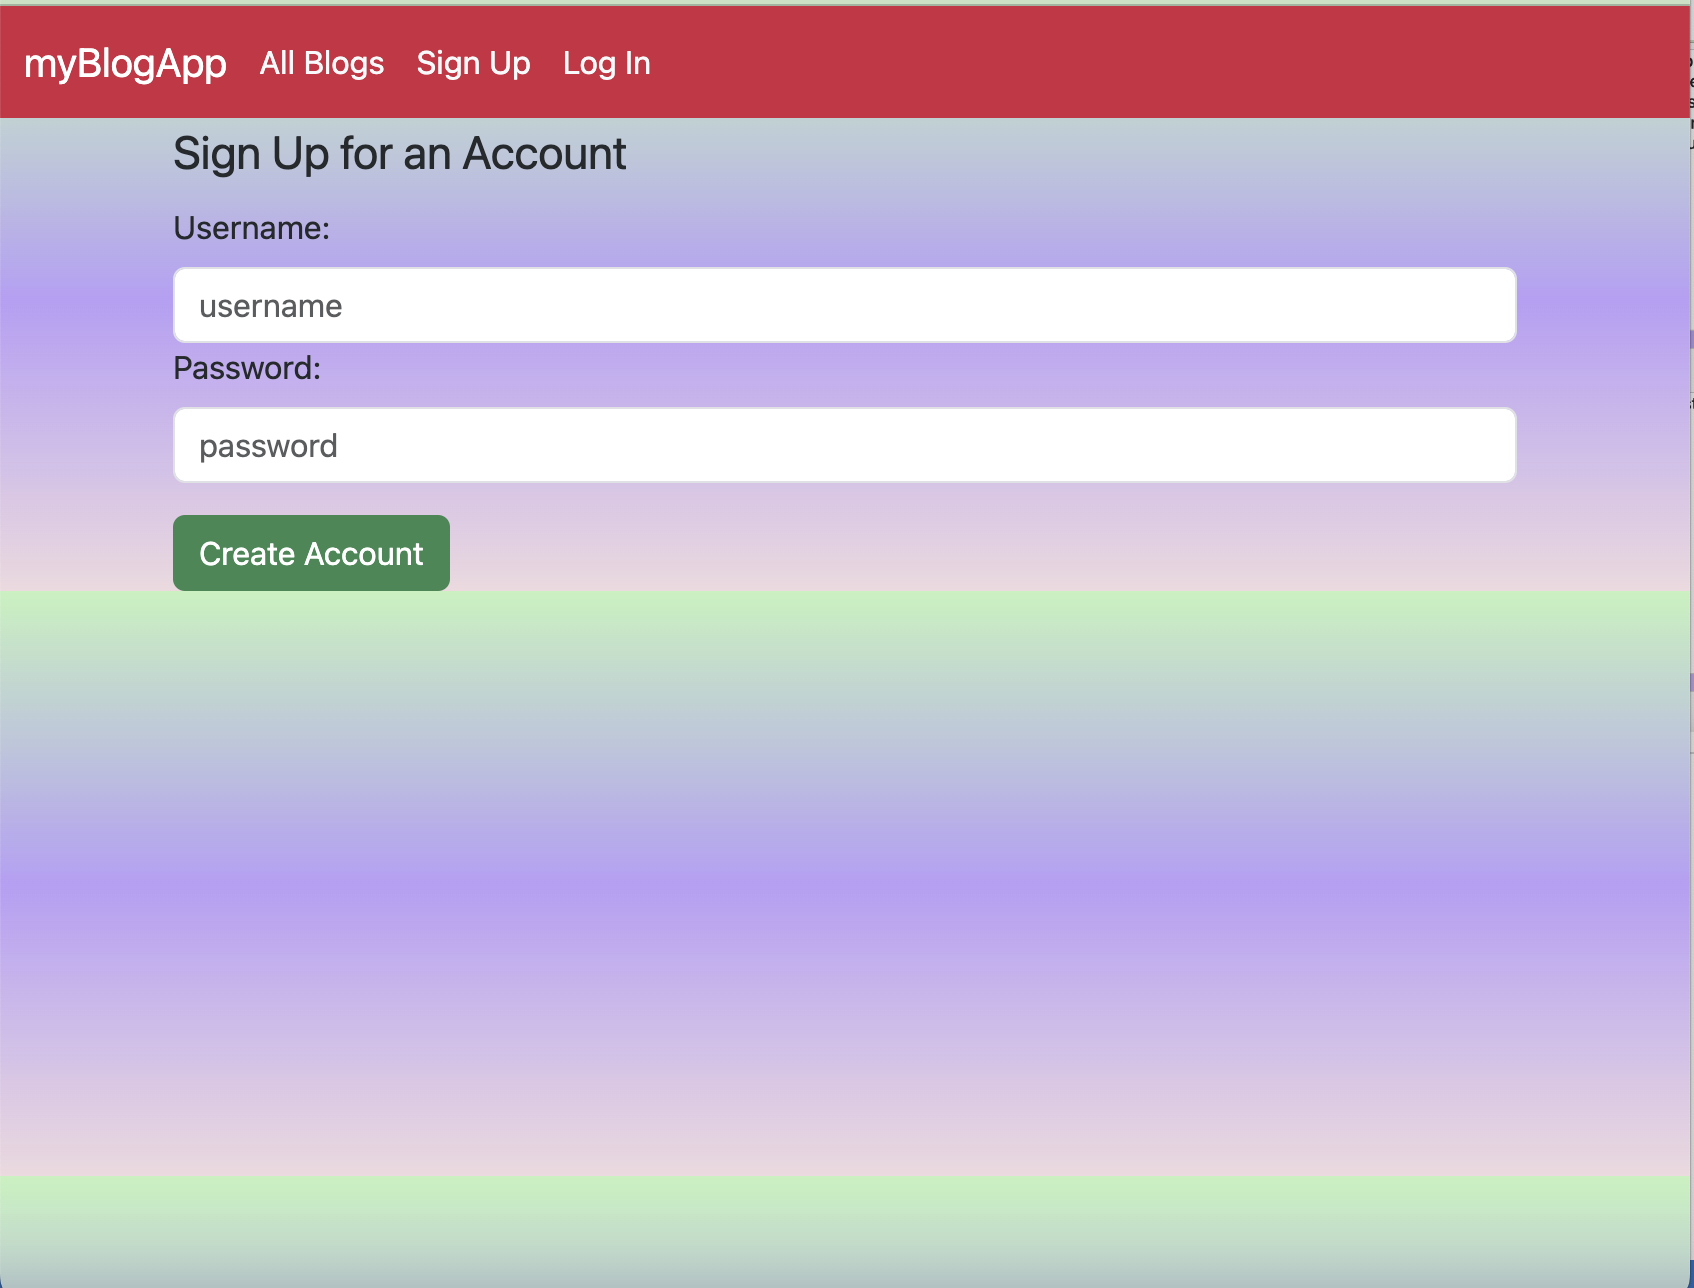 myBlogApp All Blogs Sign Up Log In
Sign Up for an Account
Username:
username
Password:
password
Create Account